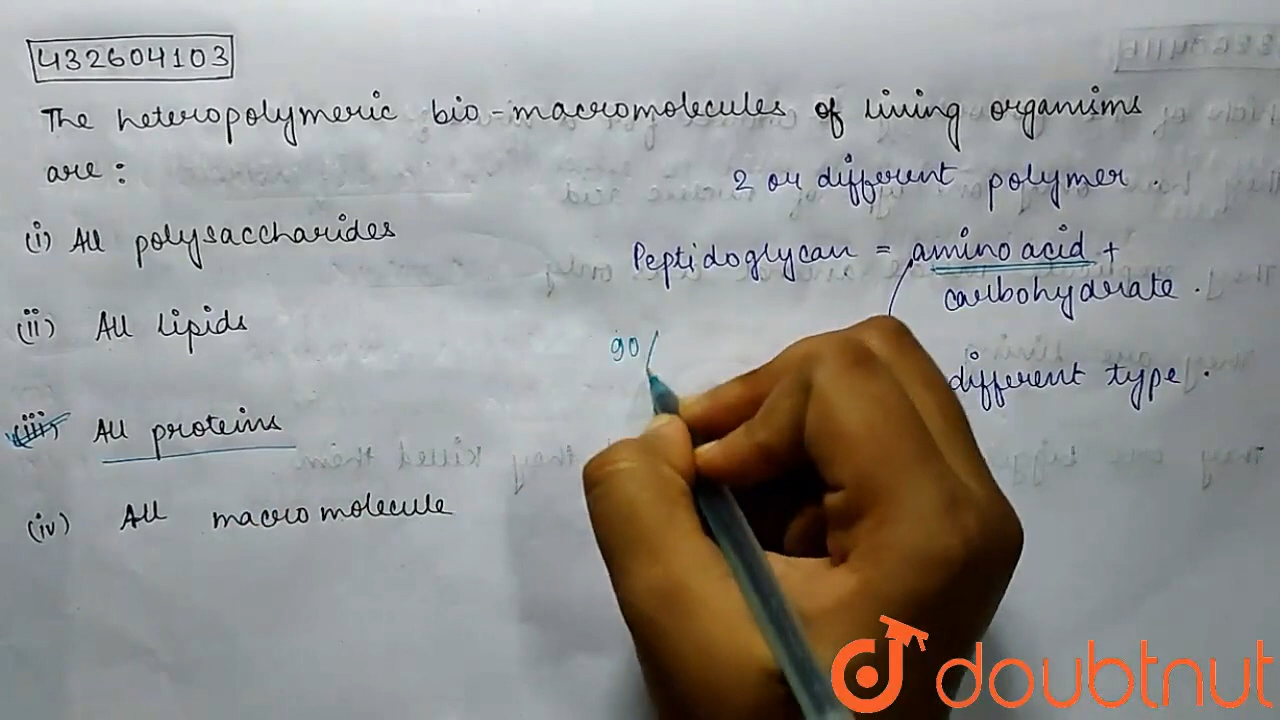 432604103
The heteropolymeric bio-macromolecules of living organisms
are :
2 or different polymer .
(i) All polysaccharides
Peptidoglycan = amino acid +
carbohydrate .
(ii) All lipids
90
different type .
(iii) All proteins
(iv) All macromolecule
doubtnut